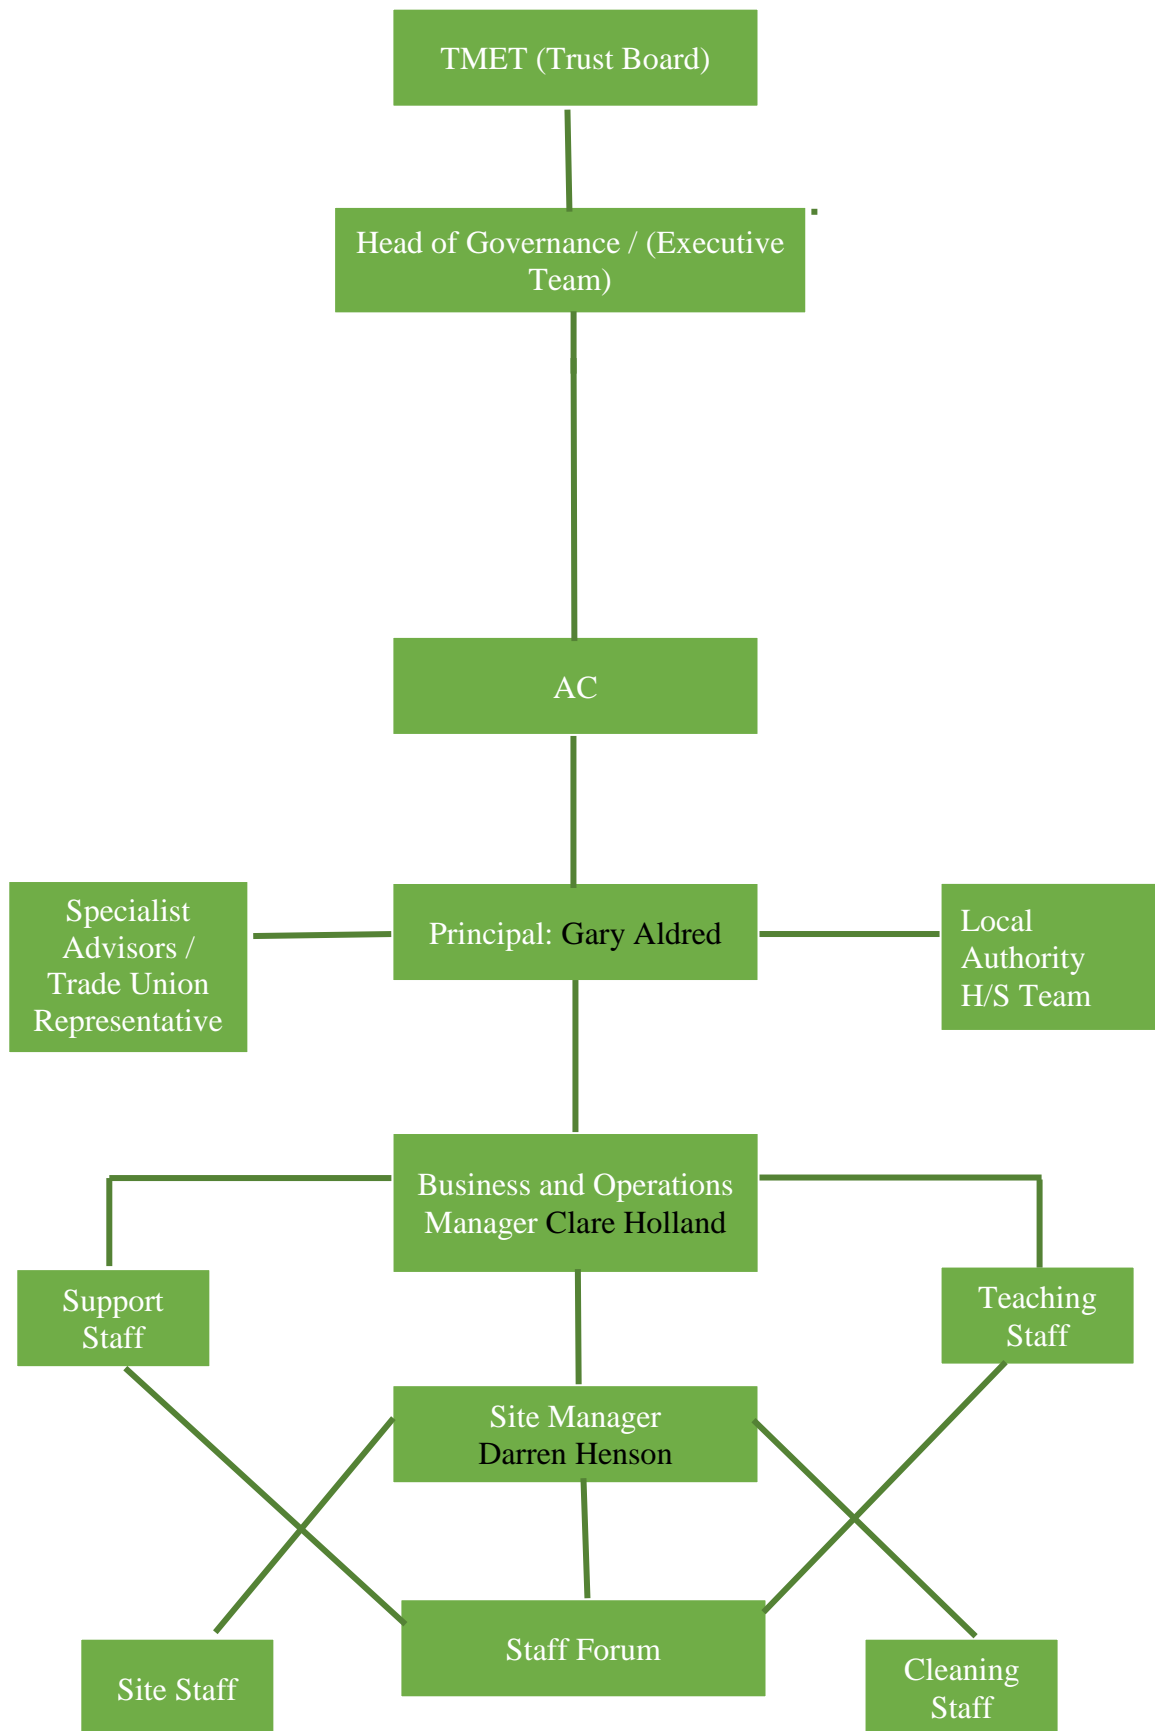 TMET (Trust Board)
Head of Governance / (Executive
Team)
AC
Specialist
Advisors /
Trade Union
Representative
Principal: Gary Aldred
Local
Authority
H/S Team
Business and Operations
Manager Clare Holland
Support
Staff
Teaching
Staff
Site Manager
Darren Henson
Site Staff
Staff Forum
Cleaning
Staff